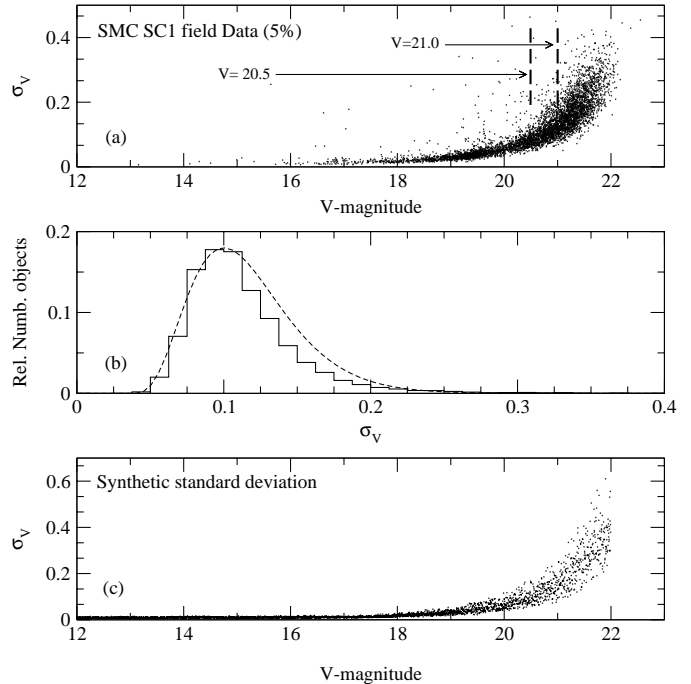 SMC SC1 field Data (5%)
V=21.0
V= 20.5
(a)
σV
0
0.2
0.4
12 14 16 18 20 22
V-magnitude
(b)
Rel. Numb. objects
0
0.1
0.2
0 0.1 0.2 0.3 0.4
σV
Synthetic standard deviation
(c)
σV
0
0.2
0.4
0.6
12 14 16 18 20 22
V-magnitude